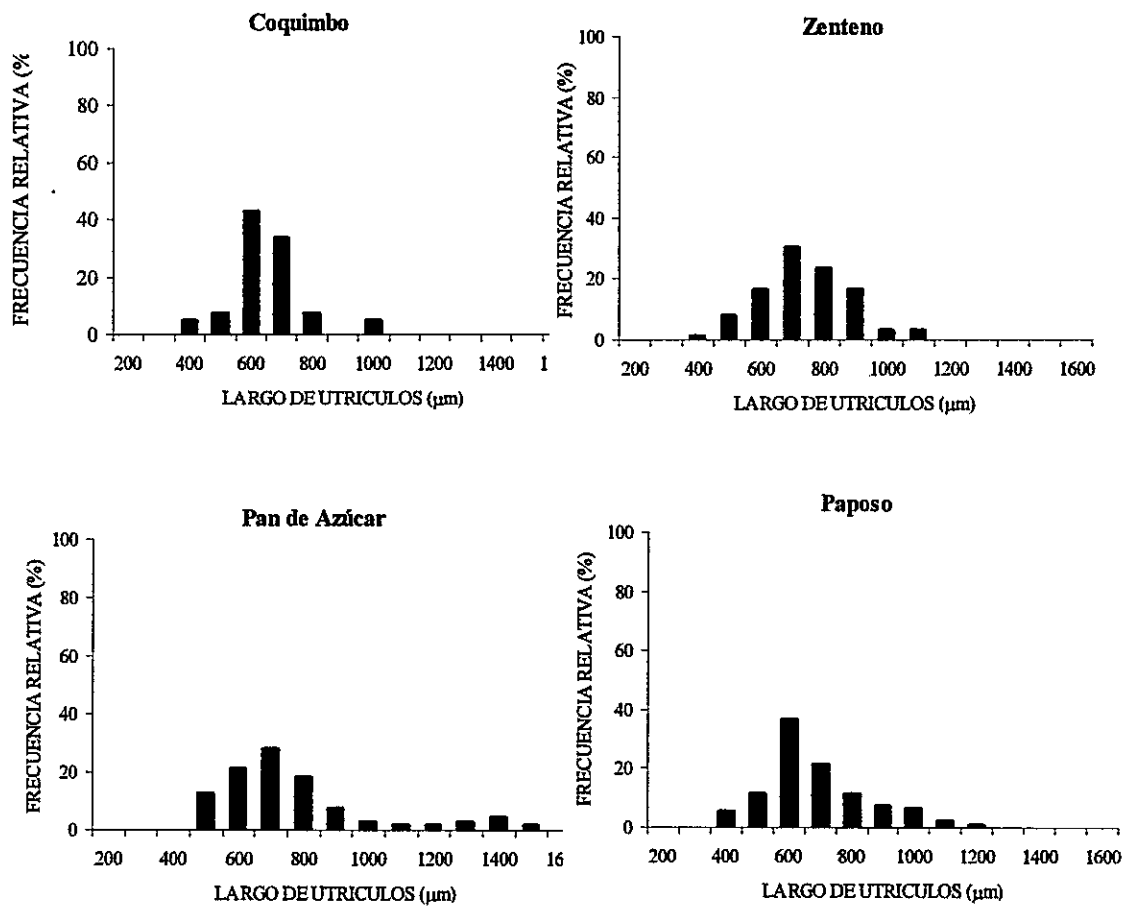 Coquimbo
FRECUENCIA RELATIVA (%
100
80
60
40
20
0
200 400 600 800 1000 1200 1400 1
LARGO DE UTRICULOS (µm)
Zenteno
FRECUENCIA RELATIVA (%)
100
80
60
40
20
0
200 400 600 800 1000 1200 1400 1600
LARGO DE UTRICULOS (µm)
Pan de Azúcar
FRECUENCIA RELATIVA (%)
100
80
60
40
20
0
200 400 600 800 1000 1200 1400 16
LARGO DE UTRICULOS (µm)
Paposo
FRECUENCIA RELATIVA (%)
100
80
60
40
20
0
200 400 600 800 1000 1200 1400 1600
LARGO DE UTRICULOS (µm)